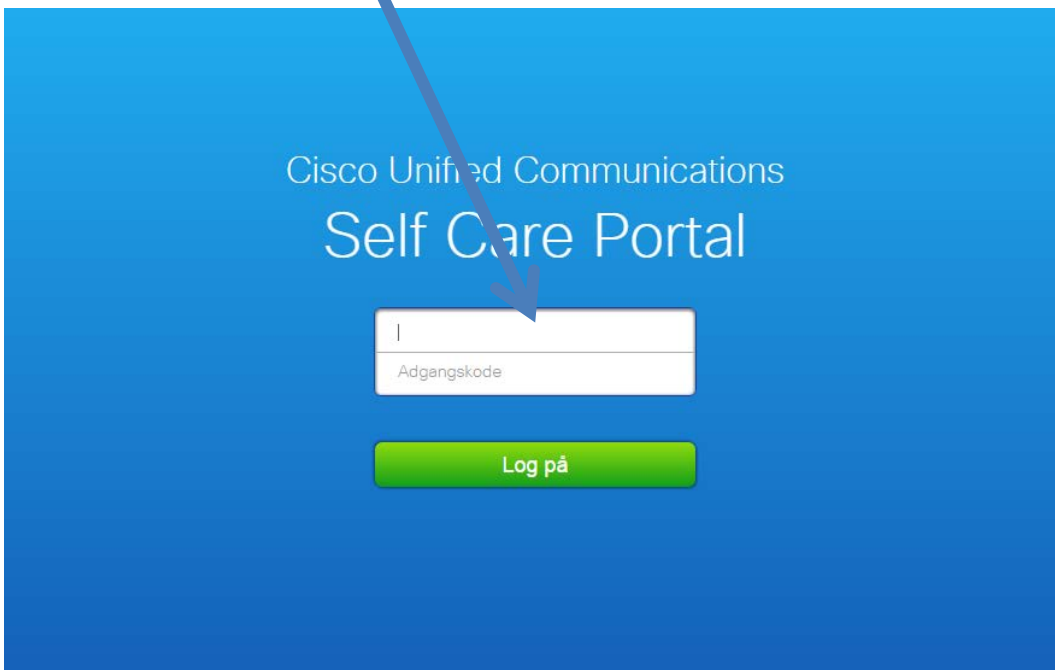 Cisco Unified Communications
Self Care Portal
Adgangskode
Log på